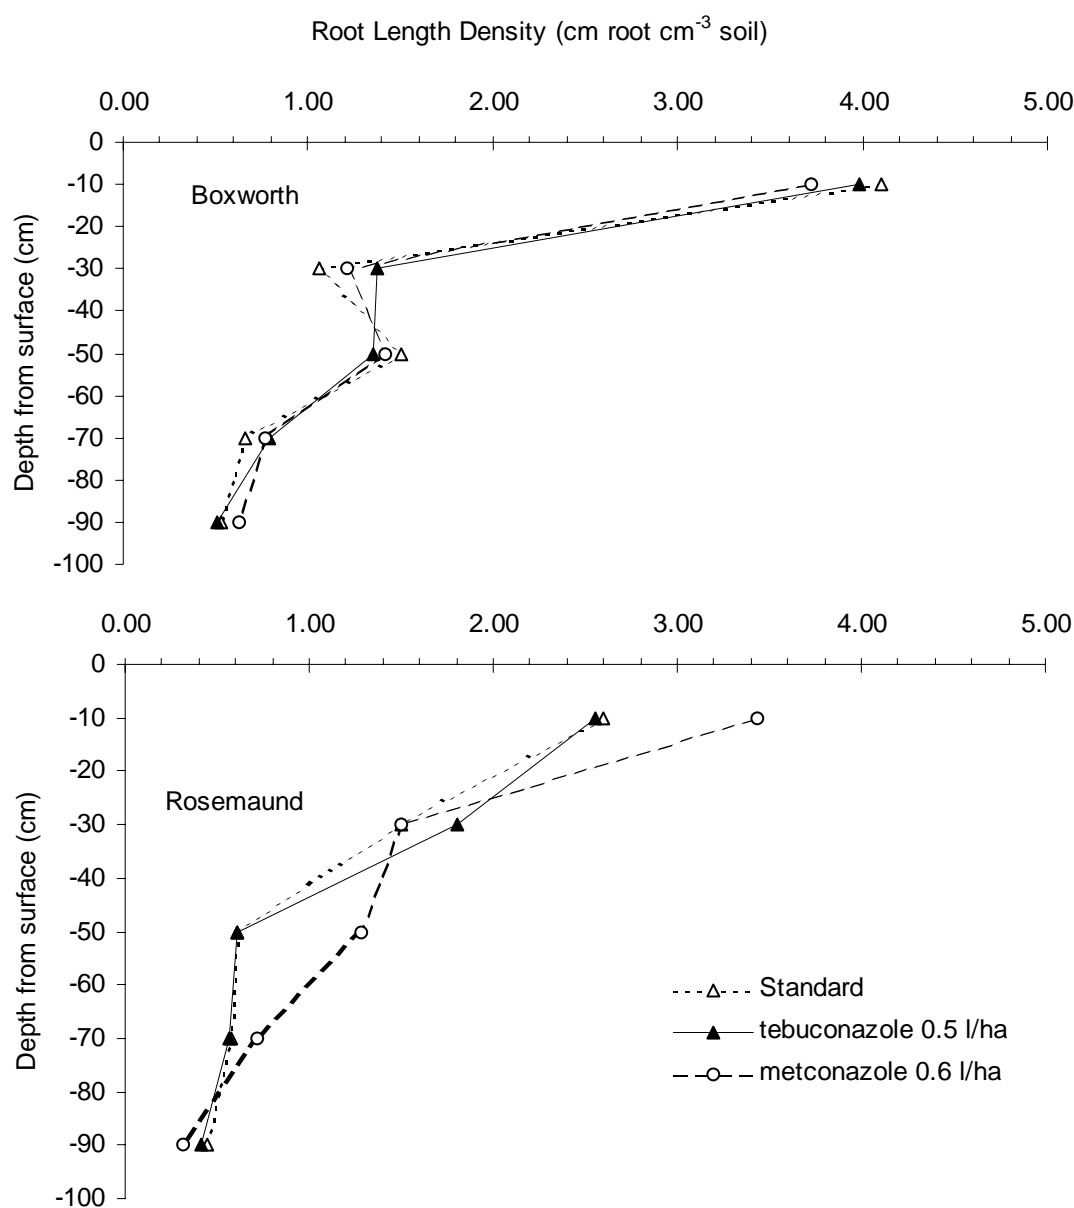 Root Length Density (cm root cm-3 soil)
0.00 1.00 2.00 3.00 4.00 5.00
0
-10
Boxworth
-20
-30
-40
-50
-60
-70
-80
-90
-100
Depth from surface (cm)
0.00 1.00 2.00 3.00 4.00 5.00
0
-10
-20
Rosemaund
-30
-40
-50
-60
-70
-80
-90
-100
Depth from surface (cm)
Standard
tebuconazole 0.5 l/ha
metconazole 0.6 l/ha